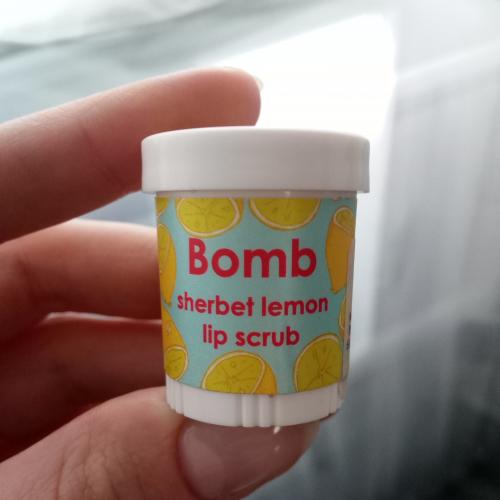 Bomb
sherbet lemon
lip scrub